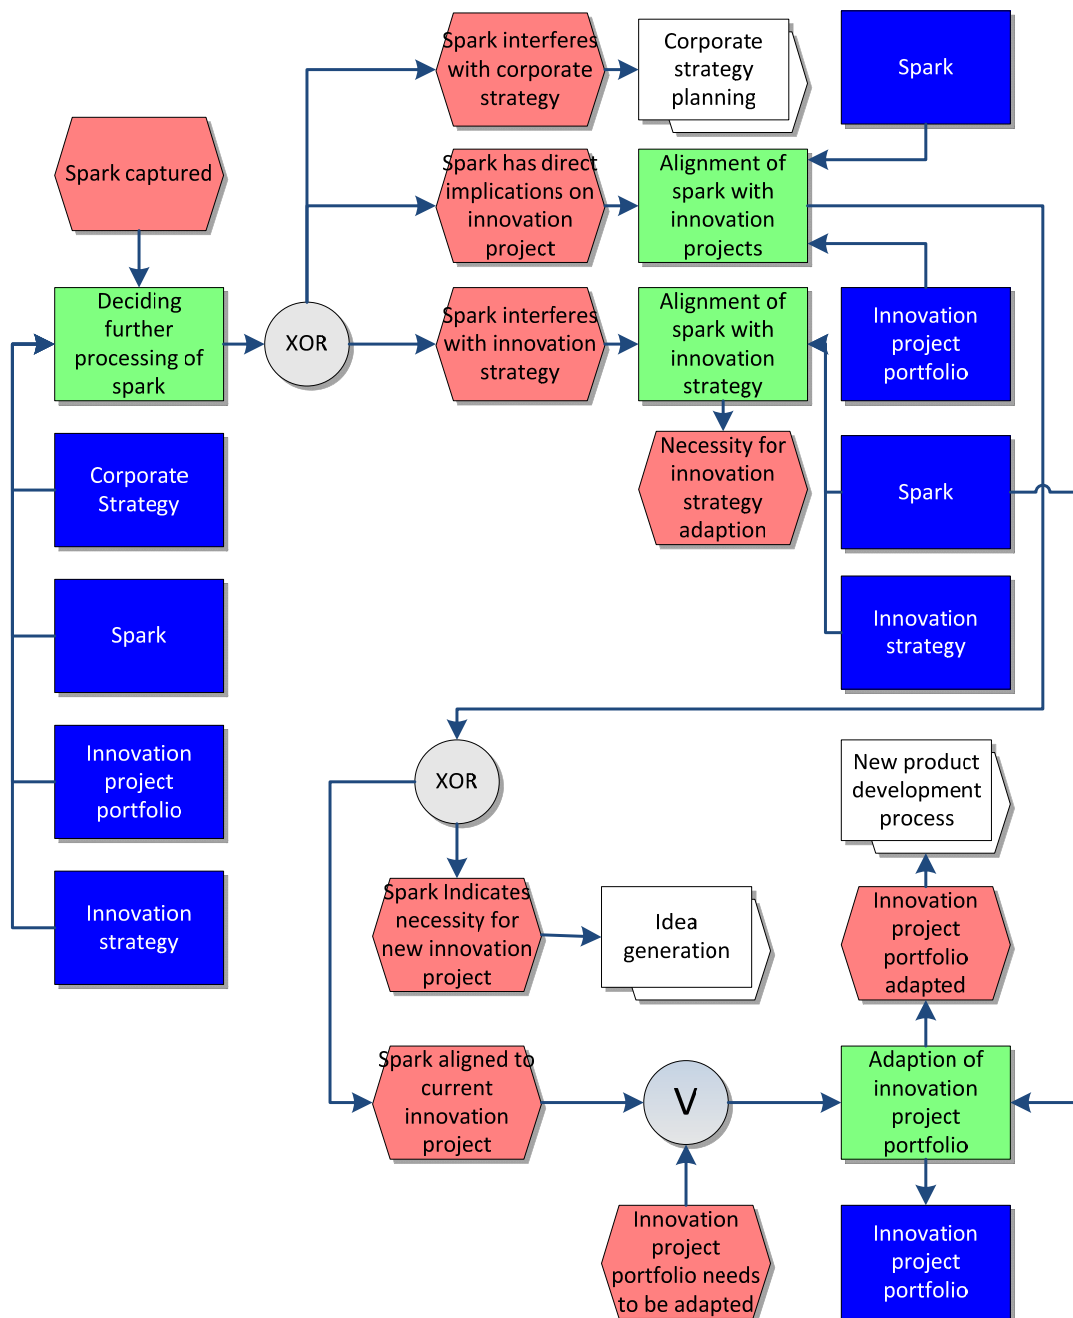 Spark interferes
with corporate
strategy
Corporate
strategy
planning
Spark
Spark captured
Spark has direct
implications on
innovation
project
Alignment of
spark with
innovation
projects
Deciding
further
processing of
spark
XOR
Spark interferes
with innovation
strategy
Alignment of
spark with
innovation
strategy
Innovation
project
portfolio
Corporate
Strategy
Necessity for
innovation
strategy
adaption
Spark
Spark
Innovation
strategy
Innovation
project
portfolio
XOR
New product
development
process
Innovation
strategy
Spark Indicates
necessity for
new innovation
project
Idea
generation
Innovation
project
portfolio
adapted
Spark aligned to
current
innovation
project
V
Adaption of
innovation
project
portfolio
Innovation
project
portfolio needs
to be adapted
Innovation
project
portfolio